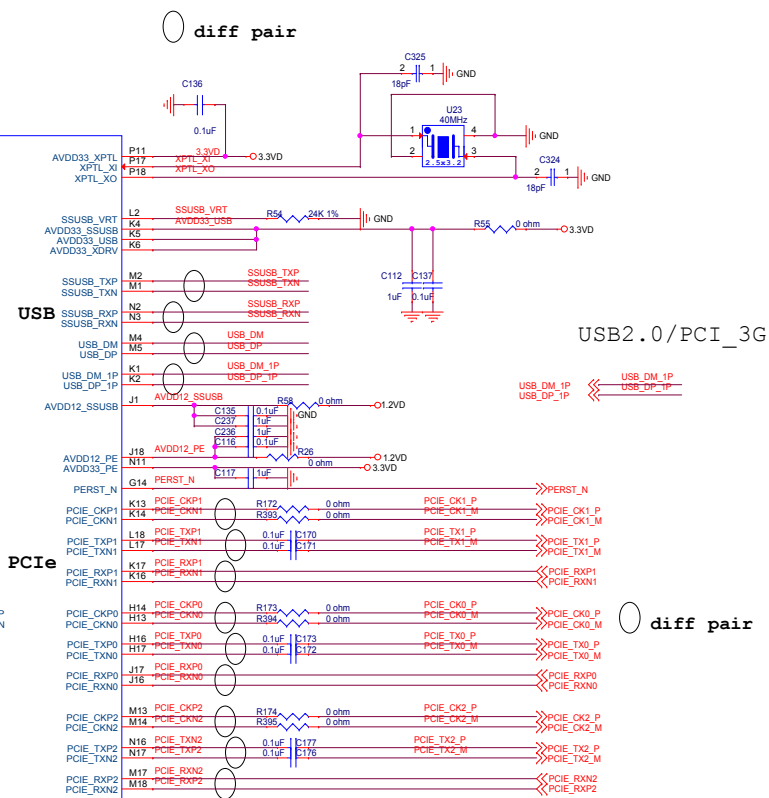 diff pair
C325
2 1
GND
18pF
C136
0.1uF
U23
40MHz
1 4
GND
2 3
2.5x3.2
C324
2 1
GND
18pF
AVDD33_XPTL P11 3.3VD 3.3VD
XPTL_XI P17 XPTL_XI
XPTL_XO P18 XPTL_XO
SSUSB_VRT L2 SSUSB_VRT R54 24K 1% GND
AVDD33_SSUSB K4 AVDD33_USB R55 0 ohm 3.3VD
AVDD33_USB K5
AVDD33_XDRV K6
C112 C137
1uF 0.1uF
SSUSB_TXP M2 SSUSB_TXP
SSUSB_TXN M1 SSUSB_TXN
USB
SSUSB_RXP N2 SSUSB_RXP
SSUSB_RXN N3 SSUSB_RXN
USB2.0/PCI_3G
USB_DM M4 USB_DM
USB_DP M5 USB_DP
USB_DM_1P K1 USB_DM_1P
USB_DP_1P K2 USB_DP_1P
USB_DM_1P USB_DM_1P
USB_DP_1P USB_DP_1P
AVDD12_SSUSB J1 AVDD12_SSUSB R58 0 ohm 1.2VD
C135 0.1uF GND
C237 1uF
C236 1uF
C116 0.1uF
AVDD12_PE J18 AVDD12_PE R26 1.2VD
AVDD33_PE N11 0 ohm 3.3VD
C117 1uF
PERST_N G14 PERST_N PERST_N
PCIE_CKP1 K13 PCIE_CKP1 R172 0 ohm PCIE_CK1_P PCIE_CK1_P
PCIE_CKN1 K14 PCIE_CKN1 R393 0 ohm PCIE_CK1_M PCIE_CK1_M
PCIE_TXP1 L18 PCIE_TXP1 0.1uF C170 PCIE_TX1_P PCIE_TX1_P
PCIE_TXN1 L17 PCIE_TXN1 0.1uF C171 PCIE_TX1_M PCIE_TX1_M
PCIe
PCIE_RXP1 K17 PCIE_RXP1 PCIE_RXP1
PCIE_RXN1 K16 PCIE_RXN1 PCIE_RXN1
PCIE_CKP0 H14 PCIE_CKP0 R173 0 ohm PCIE_CK0_P PCIE_CK0_P
PCIE_CKN0 H13 PCIE_CKN0 R394 0 ohm PCIE_CK0_M PCIE_CK0_M
diff pair
PCIE_TXP0 H16 PCIE_TXP0 0.1uF C173 PCIE_TX0_P PCIE_TX0_P
PCIE_TXN0 H17 PCIE_TXN0 0.1uF C172 PCIE_TX0_M PCIE_TX0_M
PCIE_RXP0 J17 PCIE_RXP0 PCIE_RXP0
PCIE_RXN0 J16 PCIE_RXN0 PCIE_RXN0
PCIE_CKP2 M13 PCIE_CKP2 R174 0 ohm PCIE_CK2_P PCIE_CK2_P
PCIE_CKN2 M14 PCIE_CKN2 R395 0 ohm PCIE_CK2_M PCIE_CK2_M
PCIE_TXP2 N16 PCIE_TXN2 0.1uF C177 PCIE_TX2_P PCIE_TX2_P
PCIE_TXN2 N17 PCIE_TXP2 0.1uF C176 PCIE_TX2_M PCIE_TX2_M
PCIE_RXP2 M17 PCIE_RXN2 PCIE_RXN2
PCIE_RXN2 M18 PCIE_RXP2 PCIE_RXP2